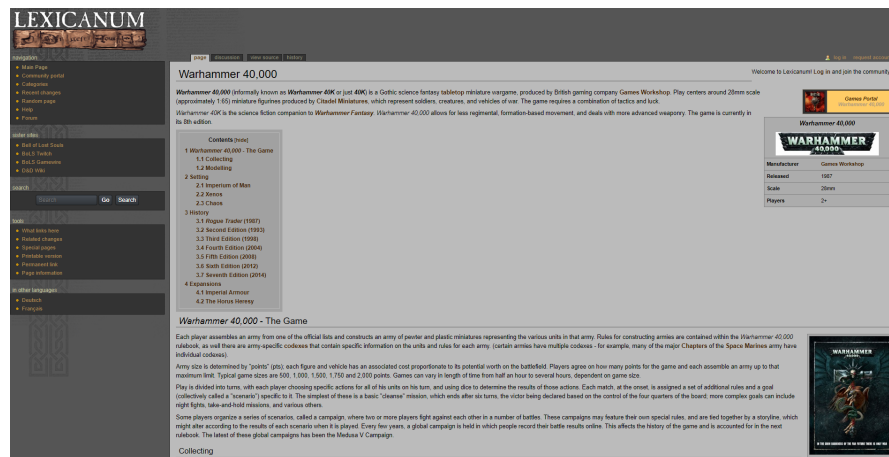 LEXICANUM
navigation
Main Page
Community portal
Categories
Recent changes
Random page
Help
Forum
sister sites
Ball of Lost Souls
BoLS Twitch
BoLS Gamewire
D&D Wiki
search
Search
Go Search
tools
What links here
Related changes
Special pages
Printable version
Permanent link
Page information
in other languages
Deutsch
Français
page discussion view source history
log in request account
Warhammer 40,000
Welcome to Lexicanum! Log in and join the community
Warhammer 40,000 (informally known as Warhammer 40K or just 40K) is a Gothic science fantasy tabletop miniature wargame, produced by British gaming company Games Workshop. Play centers around 28mm scale
(approximately 1:65) miniature figurines produced by Citadel Miniatures, which represent soldiers, creatures, and vehicles of war. The game requires a combination of tactics and luck.
Warhammer 40K is the science fiction companion to Warhammer Fantasy. Warhammer 40,000 allows for less regimental, formation-based movement, and deals with more advanced weaponry. The game is currently in
its 8th edition.
Games Portal
Warhammer 40,000
Warhammer 40,000
WARHAMMER
40,000
Manufacturer Games Workshop
Released 1987
Scale 28mm
Players 2+
Contents [hide]
1 Warhammer 40,000 - The Game
1.1 Collecting
1.2 Modelling
2 Setting
2.1 Imperium of Man
2.2 Xenos
2.3 Chaos
3 History
3.1 Rogue Trader (1987)
3.2 Second Edition (1993)
3.3 Third Edition (1998)
3.4 Fourth Edition (2004)
3.5 Fifth Edition (2008)
3.6 Sixth Edition (2012)
3.7 Seventh Edition (2014)
4 Expansions
4.1 Imperial Armour
4.2 The Horus Heresy
Warhammer 40,000 - The Game
Each player assembles an army from one of the official lists and constructs an army of pewter and plastic miniatures representing the various units in that army. Rules for constructing armies are contained within the Warhammer 40,000
rulebook, as well there are army-specific codexes that contain specific information on the units and rules for each army. (certain armies have multiple codexes - for example, many of the major Chapters of the Space Marines army have
individual codexes).
Army size is determined by "points" (pts); each figure and vehicle has an associated cost proportionate to its potential worth on the battlefield. Players agree on how many points for the game and each assemble an army up to that
maximum limit. Typical game sizes are 500, 1,000, 1,500, 1,750 and 2,000 points. Games can vary in length of time from half an hour to several hours, dependent on game size.
Play is divided into turns, with each player choosing specific actions for all of his units on his turn, and using dice to determine the results of those actions. Each match, at the onset, is assigned a set of additional rules and a goal
(collectively called a "scenario") specific to it. The simplest of these is a basic "cleanse" mission, which ends after six turns, the victor being declared based on the control of the four quarters of the board; more complex goals can include
night fights, take-and-hold missions, and various others.
Some players organize a series of scenarios, called a campaign, where two or more players fight against each other in a number of battles. These campaigns may feature their own special rules, and are tied together by a storyline, which
might alter according to the results of each scenario when it is played. Every few years, a global campaign is held in which people record their battle results online. This affects the history of the game and is accounted for in the next
rulebook. The latest of these global campaigns has been the Medusa V Campaign.
WARHAMMER
Collecting